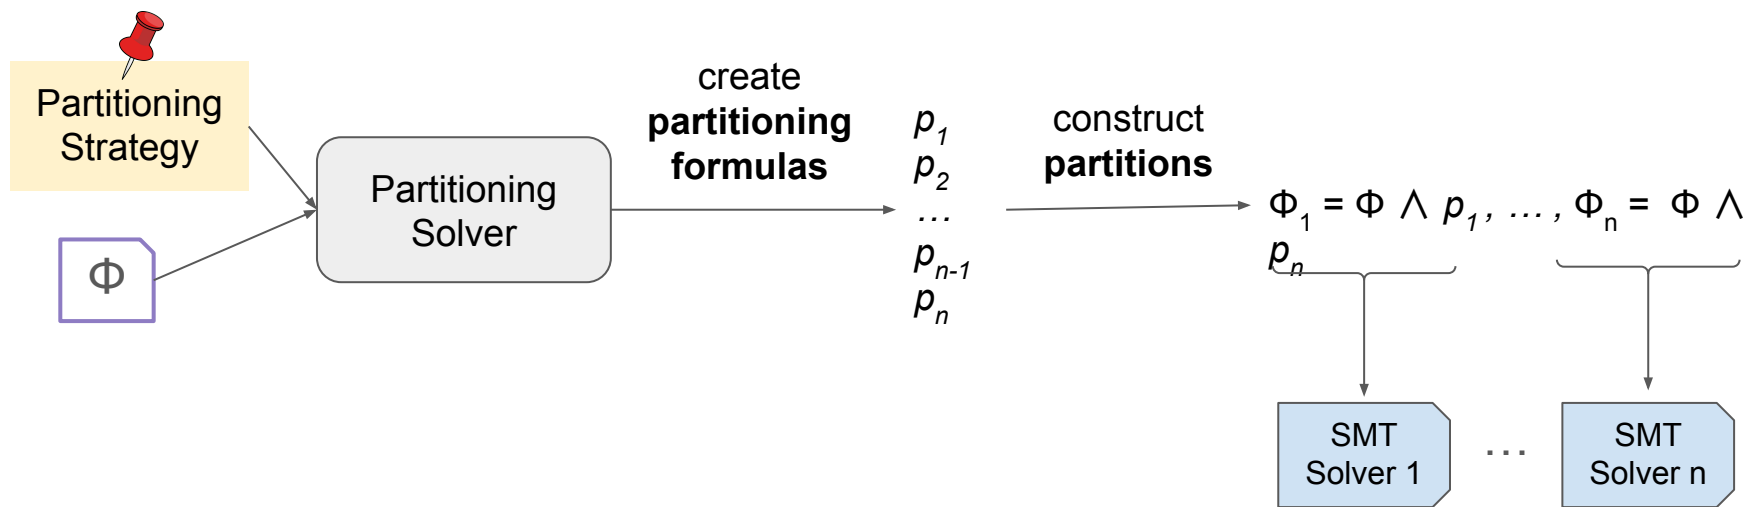 Partitioning
Strategy
Φ
Partitioning
Solver
create
partitioning
formulas
p₁
p₂
...
pₙ₋₁
pₙ
construct
partitions
Φ₁ = Φ ∧ p₁, ... , Φₙ = Φ ∧
pₙ
SMT
Solver 1
...
SMT
Solver n